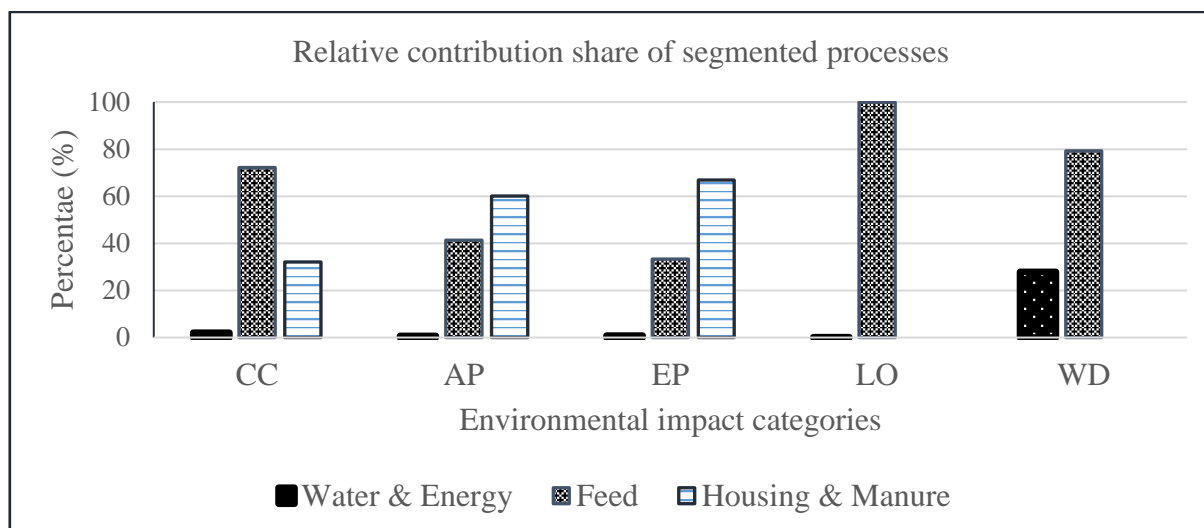 Relative contribution share of segmented processes
Percentae (%)
100
80
60
40
20
0
CC AP EP LO WD
Environmental impact categories
Water & Energy Feed Housing & Manure